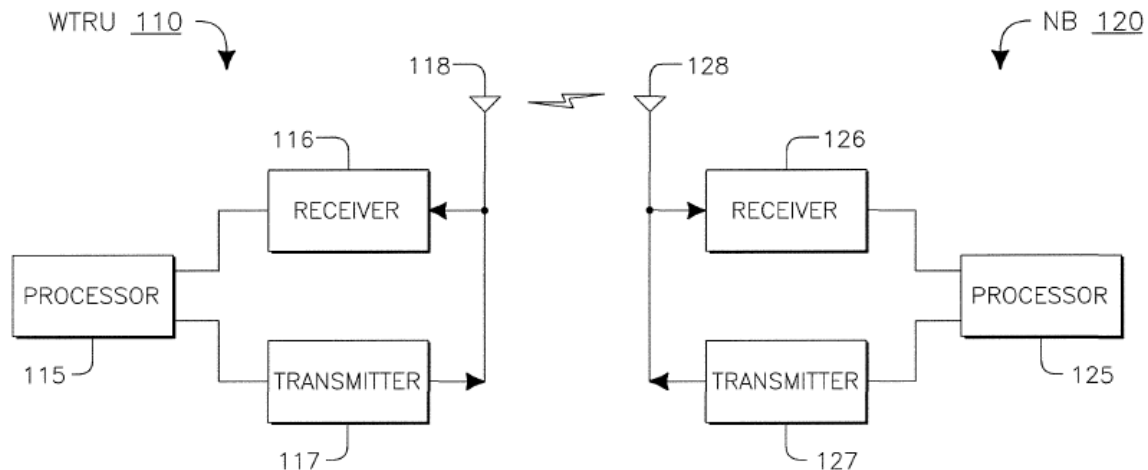 WTRU 110
NB 120
118
128
116
126
RECEIVER
RECEIVER
PROCESSOR
PROCESSOR
115
TRANSMITTER
TRANSMITTER
125
117
127